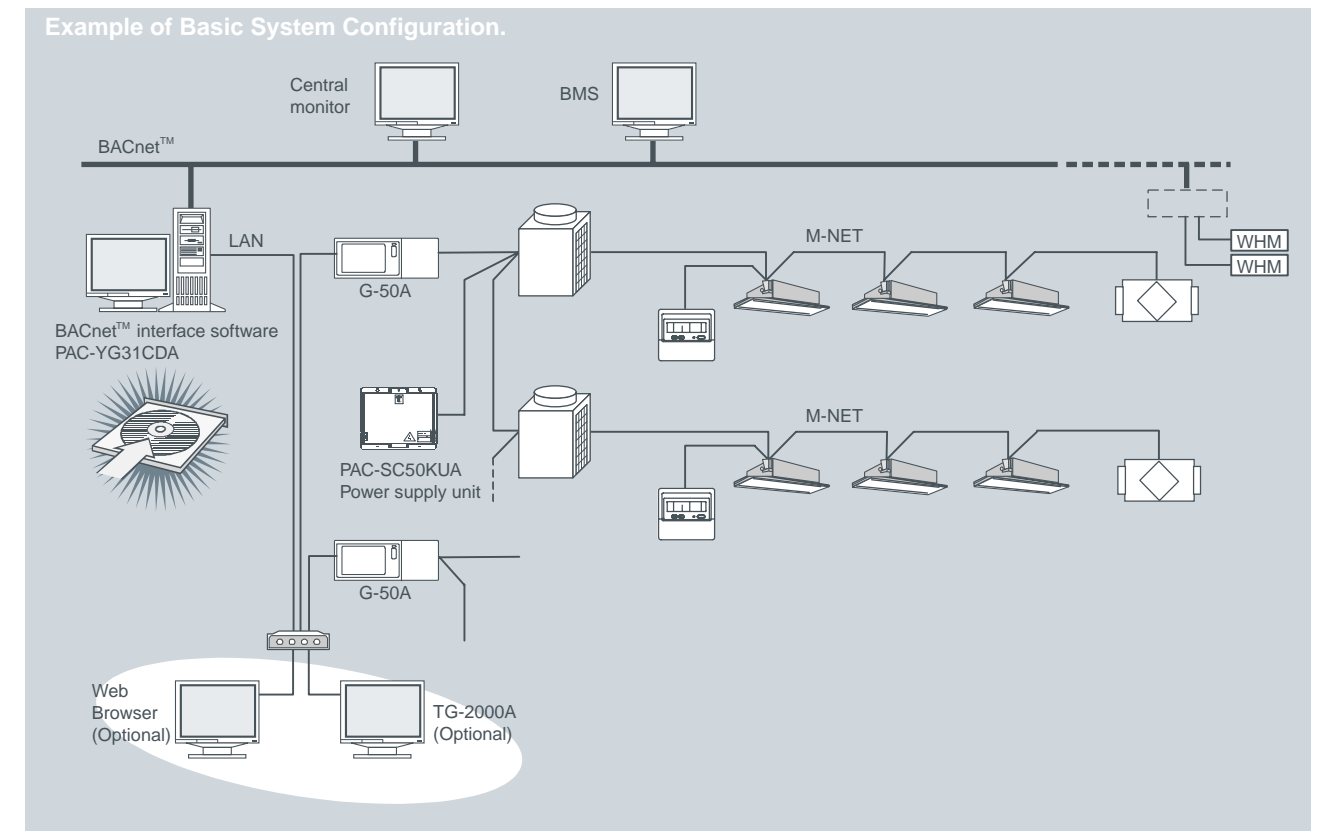 Example of Basic System Configuration.
Central
monitor
BMS
BACnet™
LAN
G-50A
M-NET
WHM
WHM
BACnet™ interface software
PAC-YG31CDA
M-NET
PAC-SC50KUA
Power supply unit
G-50A
Web
Browser
(Optional)
TG-2000A
(Optional)